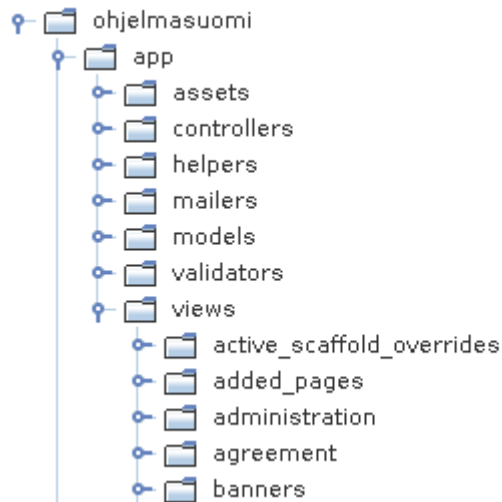 ohjelmasuomi
app
assets
controllers
helpers
mailers
models
validators
views
active_scaffold_overrides
added_pages
administration
agreement
banners